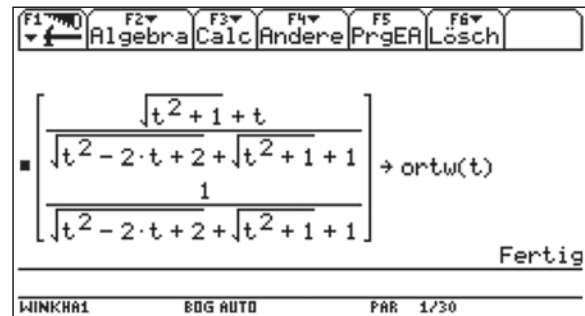 F1 F2 F3 F4 F5 F6
Algebra Calc Andere PrgEA Lösch
√(t² + 1) + t
√(t² - 2·t + 2) + √(t² + 1) + 1
1
√(t² - 2·t + 2) + √(t² + 1) + 1
→ ortw(t)
Fertig
WINKHA1 BOG AUTO PAR 1/30